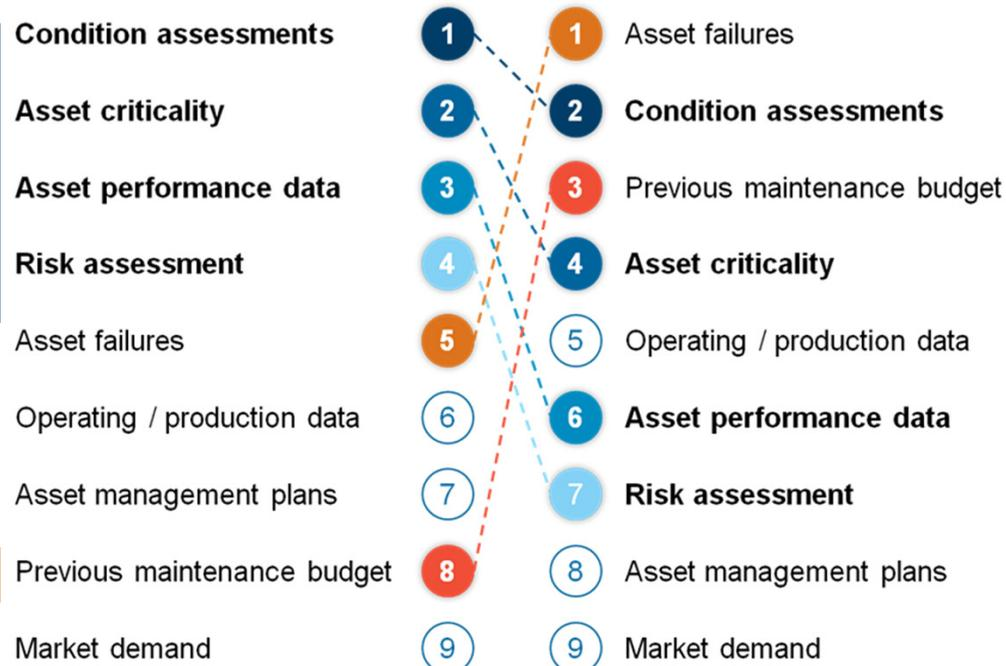 Condition assessments 1 1 Asset failures
Asset criticality 2 2 Condition assessments
Asset performance data 3 3 Previous maintenance budget
Risk assessment 4 4 Asset criticality
Asset failures 5 5 Operating / production data
Operating / production data 6 6 Asset performance data
Asset management plans 7 7 Risk assessment
Previous maintenance budget 8 8 Asset management plans
Market demand 9 9 Market demand